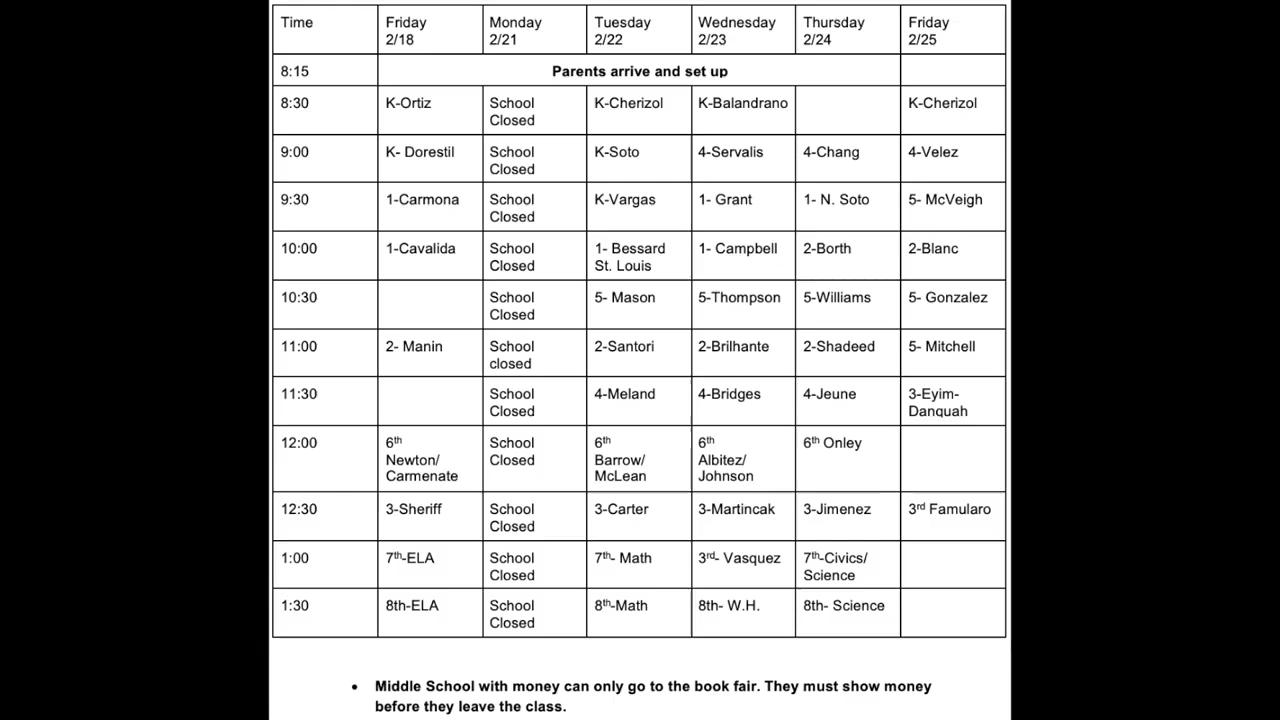 Time Friday 2/18 Monday 2/21 Tuesday 2/22 Wednesday 2/23 Thursday 2/24 Friday 2/25
8:15 Parents arrive and set up
8:30 K-Ortiz School Closed K-Cherizol K-Balandrano K-Cherizol
9:00 K- Dorestil School Closed K-Soto 4-Servalis 4-Chang 4-Velez
9:30 1-Carmona School Closed K-Vargas 1- Grant 1- N. Soto 5- McVeigh
10:00 1-Cavalida School Closed 1- Bessard St. Louis 1- Campbell 2-Borth 2-Blanc
10:30 School Closed 5- Mason 5-Thompson 5-Williams 5- Gonzalez
11:00 2- Manin School closed 2-Santori 2-Brilhante 2-Shadeed 5- Mitchell
11:30 School Closed 4-Meland 4-Bridges 4-Jeune 3-Eyim-Danquah
12:00 6th Newton/ Carmenate School Closed 6th Barrow/ McLean 6th Albitez/ Johnson 6th Onley
12:30 3-Sheriff School Closed 3-Carter 3-Martincak 3-Jimenez 3rd Famularo
1:00 7th-ELA School Closed 7th- Math 3rd- Vasquez 7th-Civics/ Science
1:30 8th-ELA School Closed 8th-Math 8th- W.H. 8th- Science
• Middle School with money can only go to the book fair. They must show money
before they leave the class.